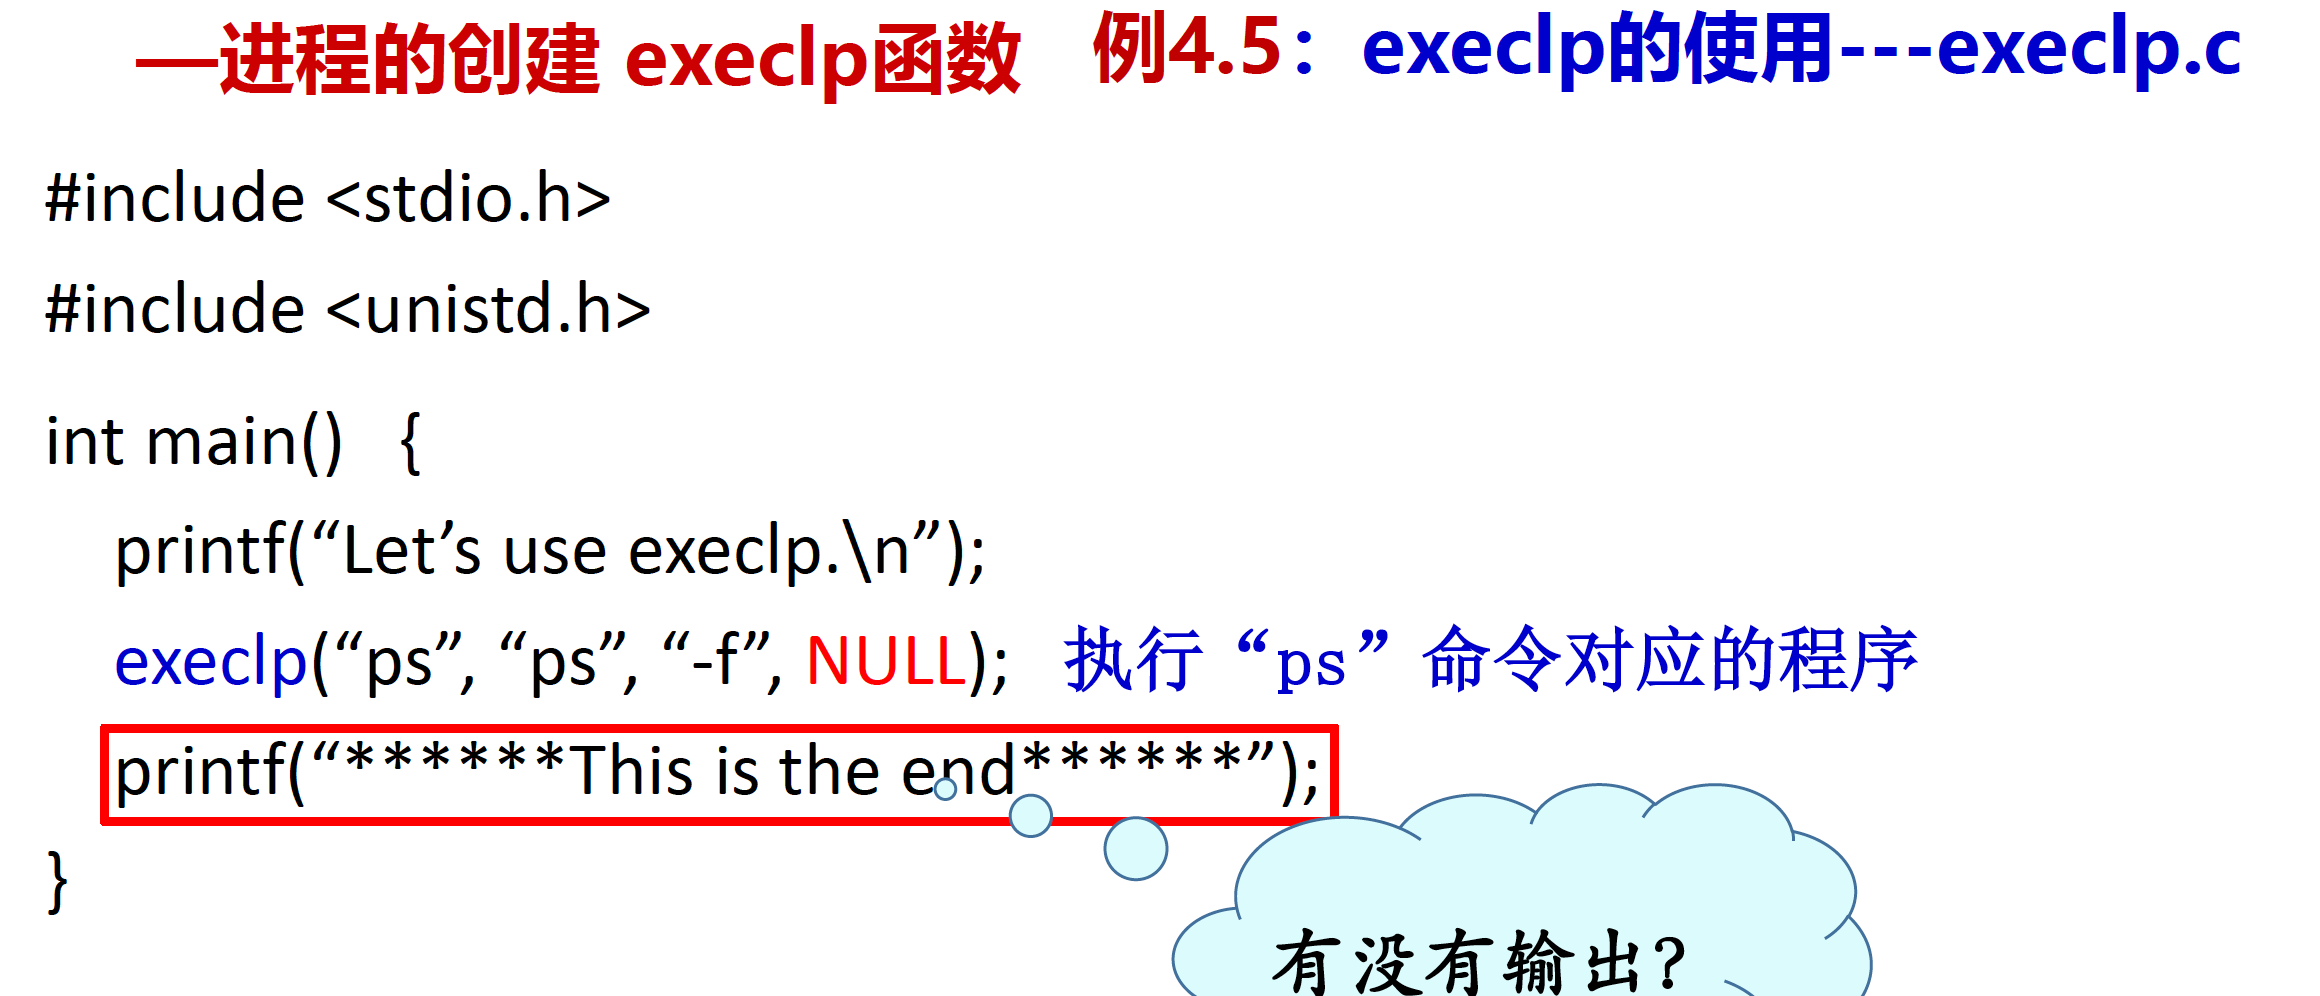 —进程的创建 execlp函数 例4.5：execlp的使用---execlp.c
#include <stdio.h>
#include <unistd.h>
int main() {
printf(“Let’s use execlp.\n”);
execlp(“ps”, “ps”, “-f”, NULL); 执行“ps”命令对应的程序
printf(“******This is the end******”);
}
有没有输出?